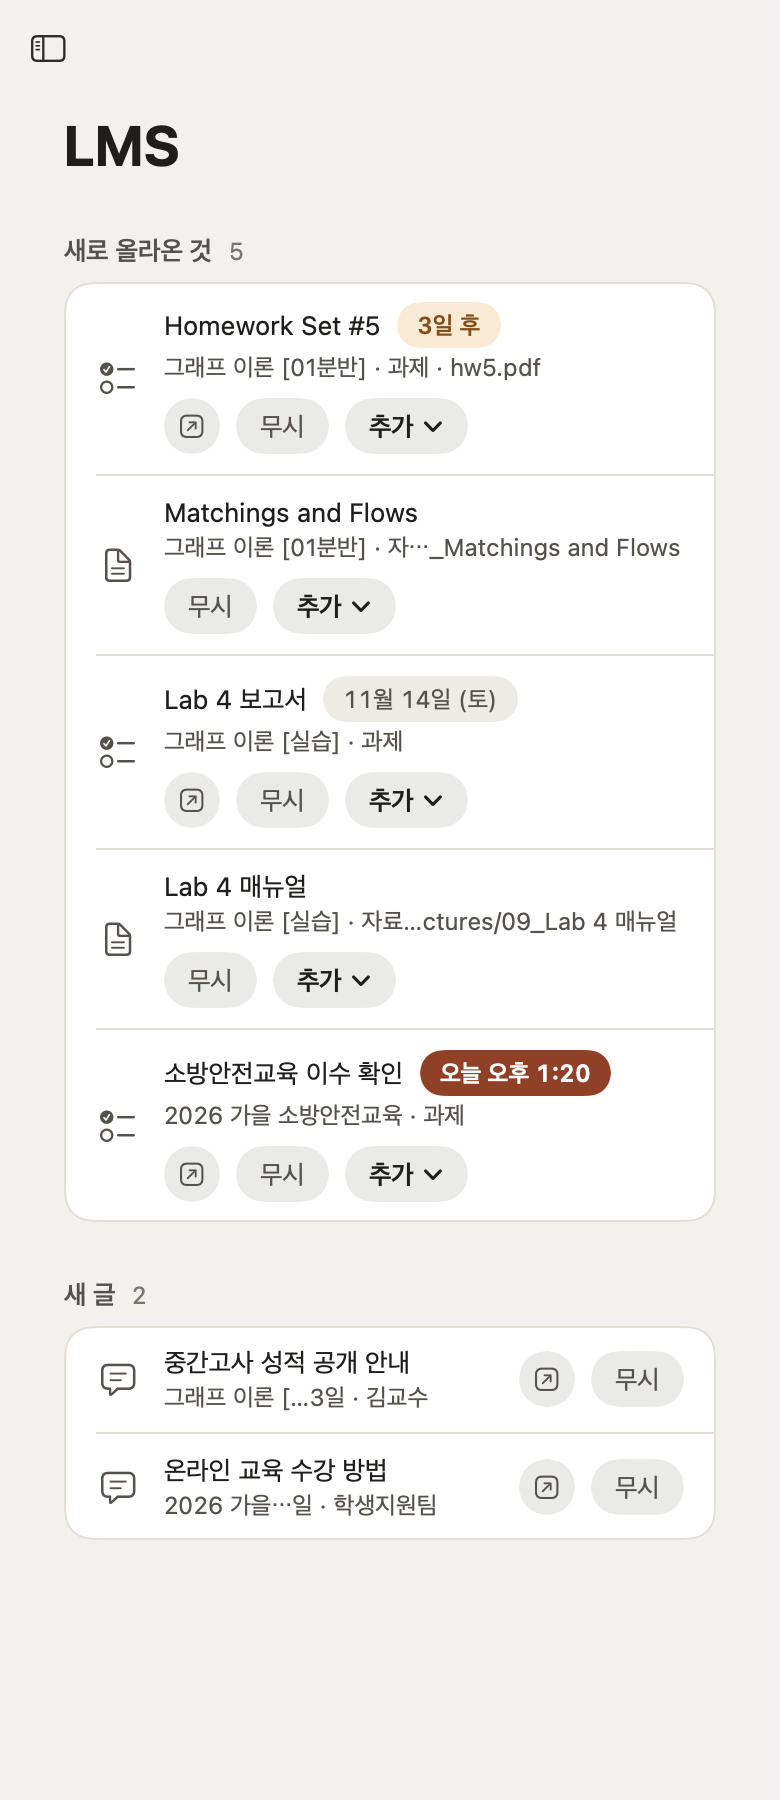 LMS
새로 올라온 것 5
Homework Set #5 3일 후
그래프 이론 [01분반] · 과제 · hw5.pdf
무시 추가
Matchings and Flows
그래프 이론 [01분반] · 자…_Matchings and Flows
무시 추가
Lab 4 보고서 11월 14일 (토)
그래프 이론 [실습] · 과제
무시 추가
Lab 4 매뉴얼
그래프 이론 [실습] · 자료…ctures/09_Lab 4 매뉴얼
무시 추가
소방안전교육 이수 확인 오늘 오후 1:20
2026 가을 소방안전교육 · 과제
무시 추가
새 글 2
중간고사 성적 공개 안내
그래프 이론 […3일 · 김교수
무시
온라인 교육 수강 방법
2026 가을…일 · 학생지원팀
무시